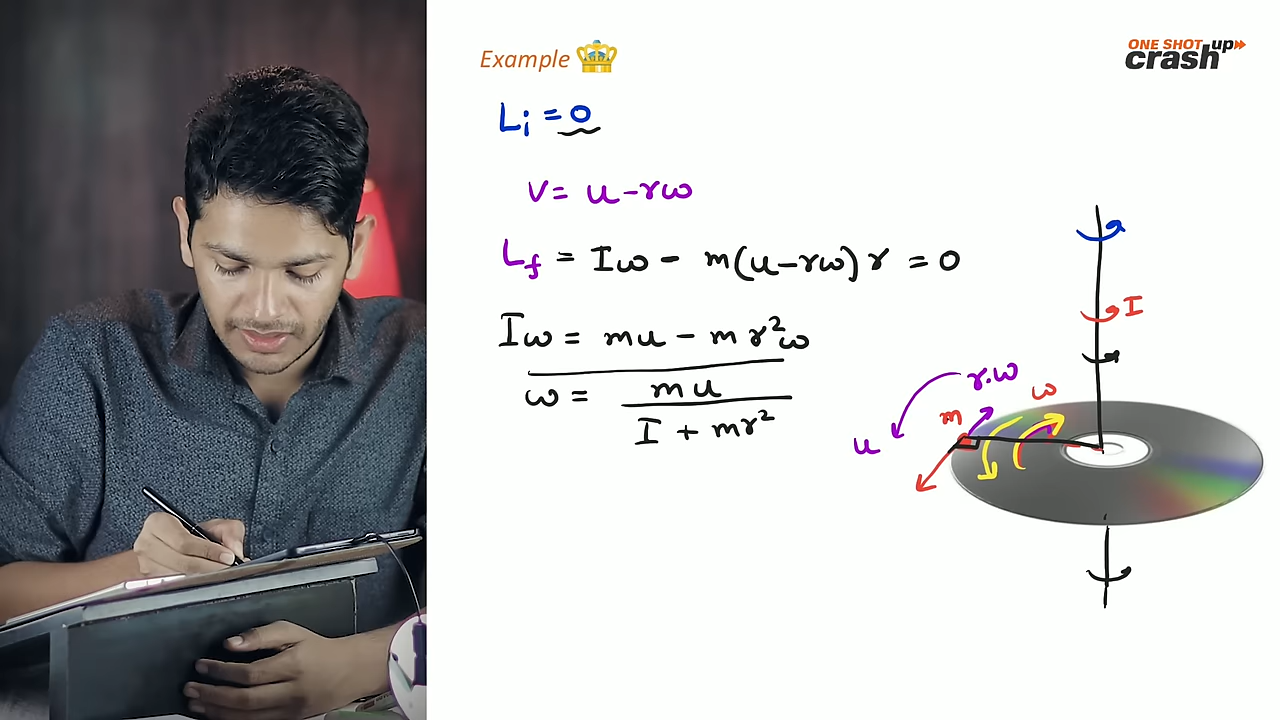 Example
ONE SHOT
crash up
Li = 0
v = u - rω
Lf = Iω - m(u-rω) r = 0
Iω = mu - mr²ω
ω = mu / I + mr²
I
r.ω
ω
m
u